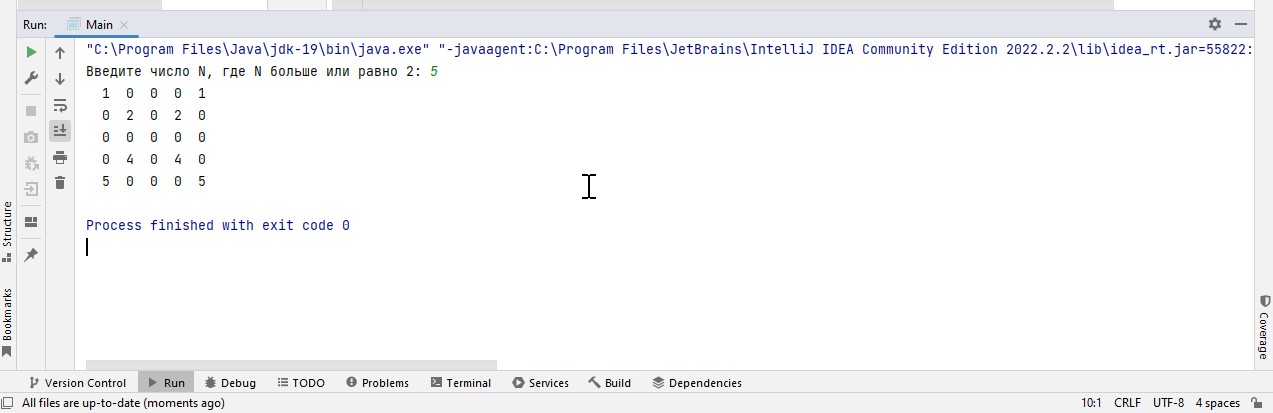 Run: Main
"C:\Program Files\Java\jdk-19\bin\java.exe" "-javaagent:C:\Program Files\JetBrains\IntelliJ IDEA Community Edition 2022.2.2\lib\idea_rt.jar=55822:
Введите число N, где N больше или равно 2: 5
1 0 0 0 1
0 2 0 2 0
0 0 0 0 0
0 4 0 4 0
5 0 0 0 5
Process finished with exit code 0
Structure
Bookmarks
Coverage
Version Control Run Debug TODO Problems Terminal Services Build Dependencies
All files are up-to-date (moments ago) 10:1 CRLF UTF-8 4 spaces